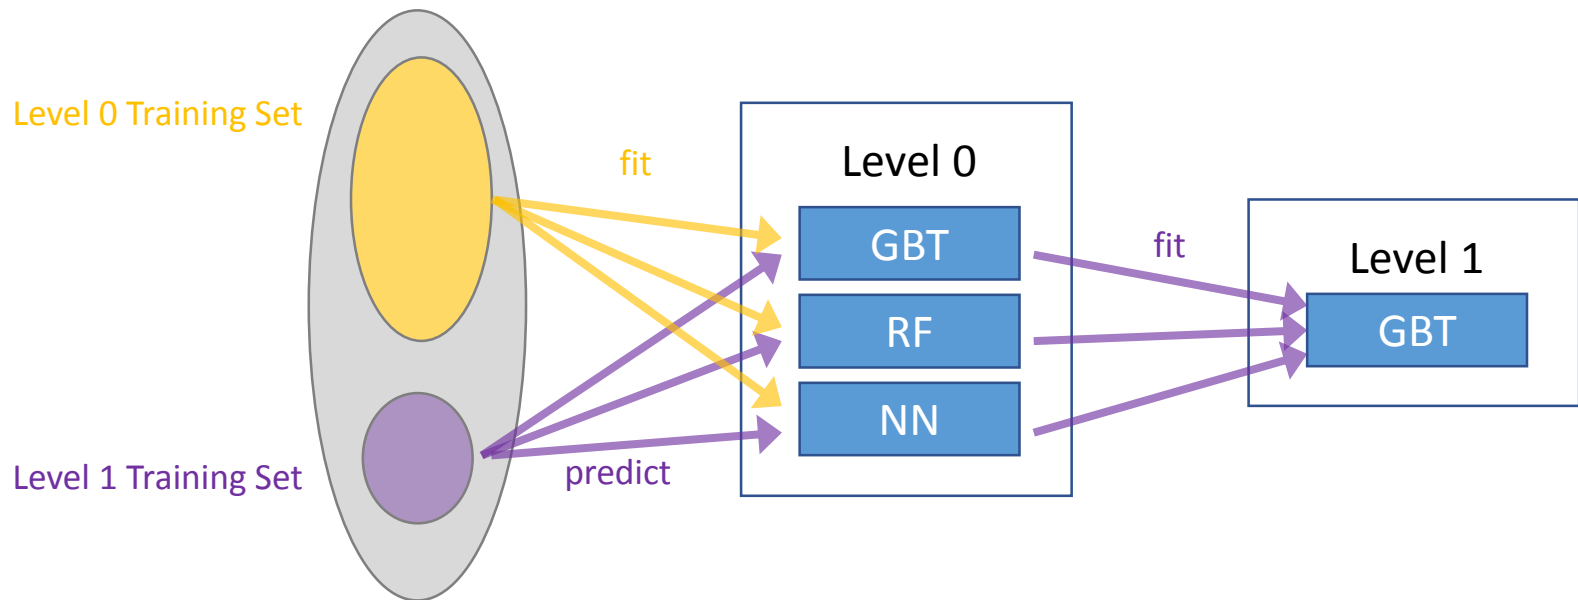 Level 0 Training Set
Level 1 Training Set
fit
predict
Level 0
GBT
RF
NN
fit
Level 1
GBT